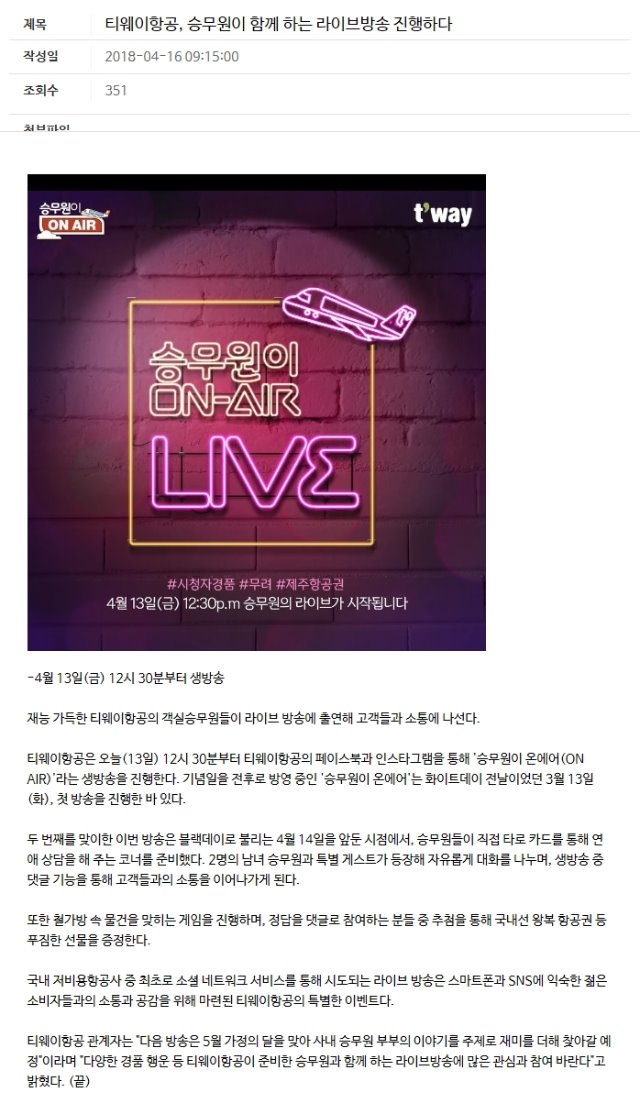 제목 티웨이항공, 승무원이 함께 하는 라이브방송 진행하다
작성일 2018-04-16 09:15:00
조회수 351
첨부파일
승무원이
ON AIR
t'way
승무원이
ON-AIR
LIVE
#시청자경품 #무려 #제주항공권
4월 13일(금) 12:30p.m 승무원의 라이브가 시작됩니다
-4월 13일(금) 12시 30분부터 생방송
재능 가득한 티웨이항공의 객실승무원들이 라이브 방송에 출연해 고객들과 소통에 나선다.
티웨이항공은 오늘(13일) 12시 30분부터 티웨이항공의 페이스북과 인스타그램을 통해 '승무원이 온에어(ON
AIR)'라는 생방송을 진행한다. 기념일을 전후로 방영 중인 '승무원이 온에어'는 화이트데이 전날이었던 3월 13일
(화), 첫 방송을 진행한 바 있다.
두 번째를 맞이한 이번 방송은 블랙데이로 불리는 4월 14일을 앞둔 시점에서, 승무원들이 직접 타로 카드를 통해 연
애 상담을 해 주는 코너를 준비했다. 2명의 남녀 승무원과 특별 게스트가 등장해 자유롭게 대화를 나누며, 생방송 중
댓글 기능을 통해 고객들과의 소통을 이어나가게 된다.
또한 철가방 속 물건을 맞히는 게임을 진행하며, 정답을 댓글로 참여하는 분들 중 추첨을 통해 국내선 왕복 항공권 등
푸짐한 선물을 증정한다.
국내 저비용항공사 중 최초로 소셜 네트워크 서비스를 통해 시도되는 라이브 방송은 스마트폰과 SNS에 익숙한 젊은
소비자들과의 소통과 공감을 위해 마련된 티웨이항공의 특별한 이벤트다.
티웨이항공 관계자는 "다음 방송은 5월 가정의 달을 맞아 사내 승무원 부부의 이야기를 주제로 재미를 더해 찾아갈 예
정"이라며 "다양한 경품 행운 등 티웨이항공이 준비한 승무원과 함께 하는 라이브방송에 많은 관심과 참여 바란다"고
밝혔다. (끝)